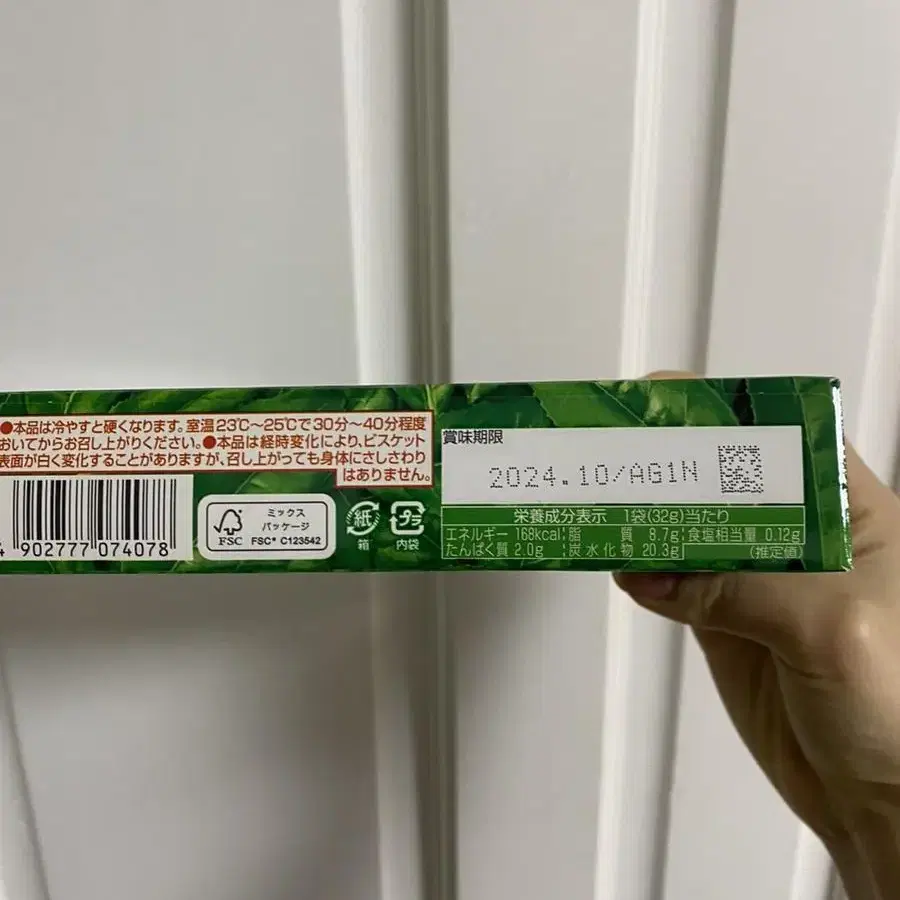 ●本品は冷やすと硬くなります。室温23℃〜25℃で30分〜40分程度
おいてからお召し上がりください。●本品は経時変化により、ビスケット
表面が白く変化することがありますが、召し上がっても身体にさしさわり
はありません。
4 902777 074078
FSC
ミックス
パッケージ
FSC® C123542
紙
箱
プラ
内袋
賞味期限
2024.10/AG1N
栄養成分表示 1袋(32g)当たり
エネルギー 168kcal 脂質 8.7g 食塩相当量 0.12g
たんぱく質 2.0g 炭水化物 20.3g (推定値)